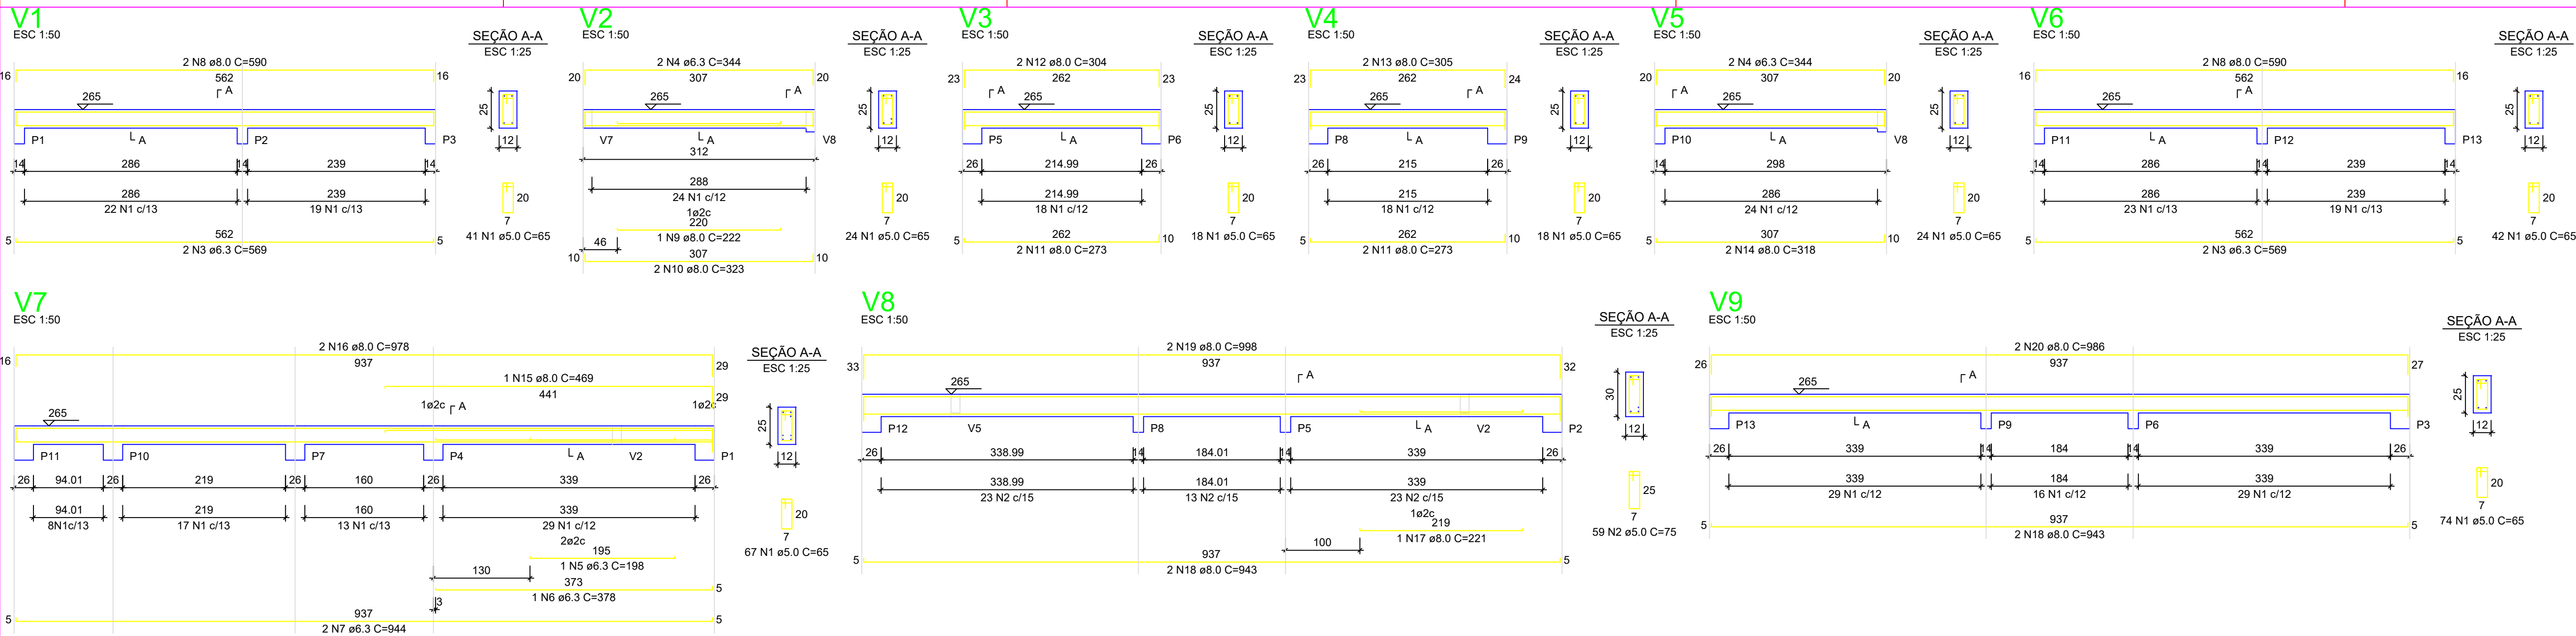 V1
ESC 1:50
SEÇÃO A-A
ESC 1:25
2 N8 ø8.0 C=590
16
562
16
A
265
25
P1
A
P2
P3
12
14
286
14
239
14
286
239
22 N1 c/13
19 N1 c/13
20
7
41 N1 ø5.0 C=65
5
562
5
2 N3 ø6.3 C=569
V2
ESC 1:50
SEÇÃO A-A
ESC 1:25
2 N4 ø6.3 C=344
20
307
20
A
265
25
V7
A
V8
12
312
288
24 N1 c/12
20
7
24 N1 ø5.0 C=65
1ø2c
220
1 N9 ø8.0 C=222
46
10
307
10
2 N10 ø8.0 C=323
V3
ESC 1:50
SEÇÃO A-A
ESC 1:25
2 N12 ø8.0 C=304
23
262
23
A
265
25
P5
A
P6
12
26
214.99
26
214.99
18 N1 c/12
20
7
18 N1 ø5.0 C=65
5
262
10
2 N11 ø8.0 C=273
V4
ESC 1:50
SEÇÃO A-A
ESC 1:25
2 N13 ø8.0 C=305
23
262
24
A
265
25
P8
A
P9
12
26
215
26
215
18 N1 c/12
20
7
18 N1 ø5.0 C=65
5
262
10
2 N11 ø8.0 C=273
V5
ESC 1:50
SEÇÃO A-A
ESC 1:25
2 N4 ø6.3 C=344
20
307
20
A
265
25
P10
A
V8
12
14
298
286
24 N1 c/12
20
7
24 N1 ø5.0 C=65
5
307
10
2 N14 ø8.0 C=318
V6
ESC 1:50
SEÇÃO A-A
ESC 1:25
2 N8 ø8.0 C=590
16
562
16
A
265
25
P11
A
P12
P13
12
14
286
14
239
14
286
239
23 N1 c/13
19 N1 c/13
20
7
42 N1 ø5.0 C=65
5
562
5
2 N3 ø6.3 C=569
V7
ESC 1:50
SEÇÃO A-A
ESC 1:25
2 N16 ø8.0 C=978
16
937
29
1 N15 ø8.0 C=469
441
29
1ø2c
A
1ø2c
265
25
P11
P10
P7
P4
A
V2
P1
12
26
94.01
26
219
26
160
26
339
26
94.01
219
160
339
8N1c/13
17 N1 c/13
13 N1 c/13
29 N1 c/12
20
7
67 N1 ø5.0 C=65
2ø2c
195
1 N5 ø6.3 C=198
130
373
5
1 N6 ø6.3 C=378
3
5
937
5
2 N7 ø6.3 C=944
V8
ESC 1:50
SEÇÃO A-A
ESC 1:25
2 N19 ø8.0 C=998
33
937
32
A
265
30
P12
V5
P8
P5
A
V2
P2
12
26
338.99
14
184.01
14
339
26
338.99
184.01
339
23 N2 c/15
13 N2 c/15
23 N2 c/15
25
7
59 N2 ø5.0 C=75
1ø2c
219
1 N17 ø8.0 C=221
100
5
937
5
2 N18 ø8.0 C=943
V9
ESC 1:50
SEÇÃO A-A
ESC 1:25
2 N20 ø8.0 C=986
26
937
27
A
265
25
P13
A
P9
P6
P3
12
26
339
14
184
14
339
26
339
184
339
29 N1 c/12
16 N1 c/12
29 N1 c/12
20
7
74 N1 ø5.0 C=65
5
937
5
2 N18 ø8.0 C=943